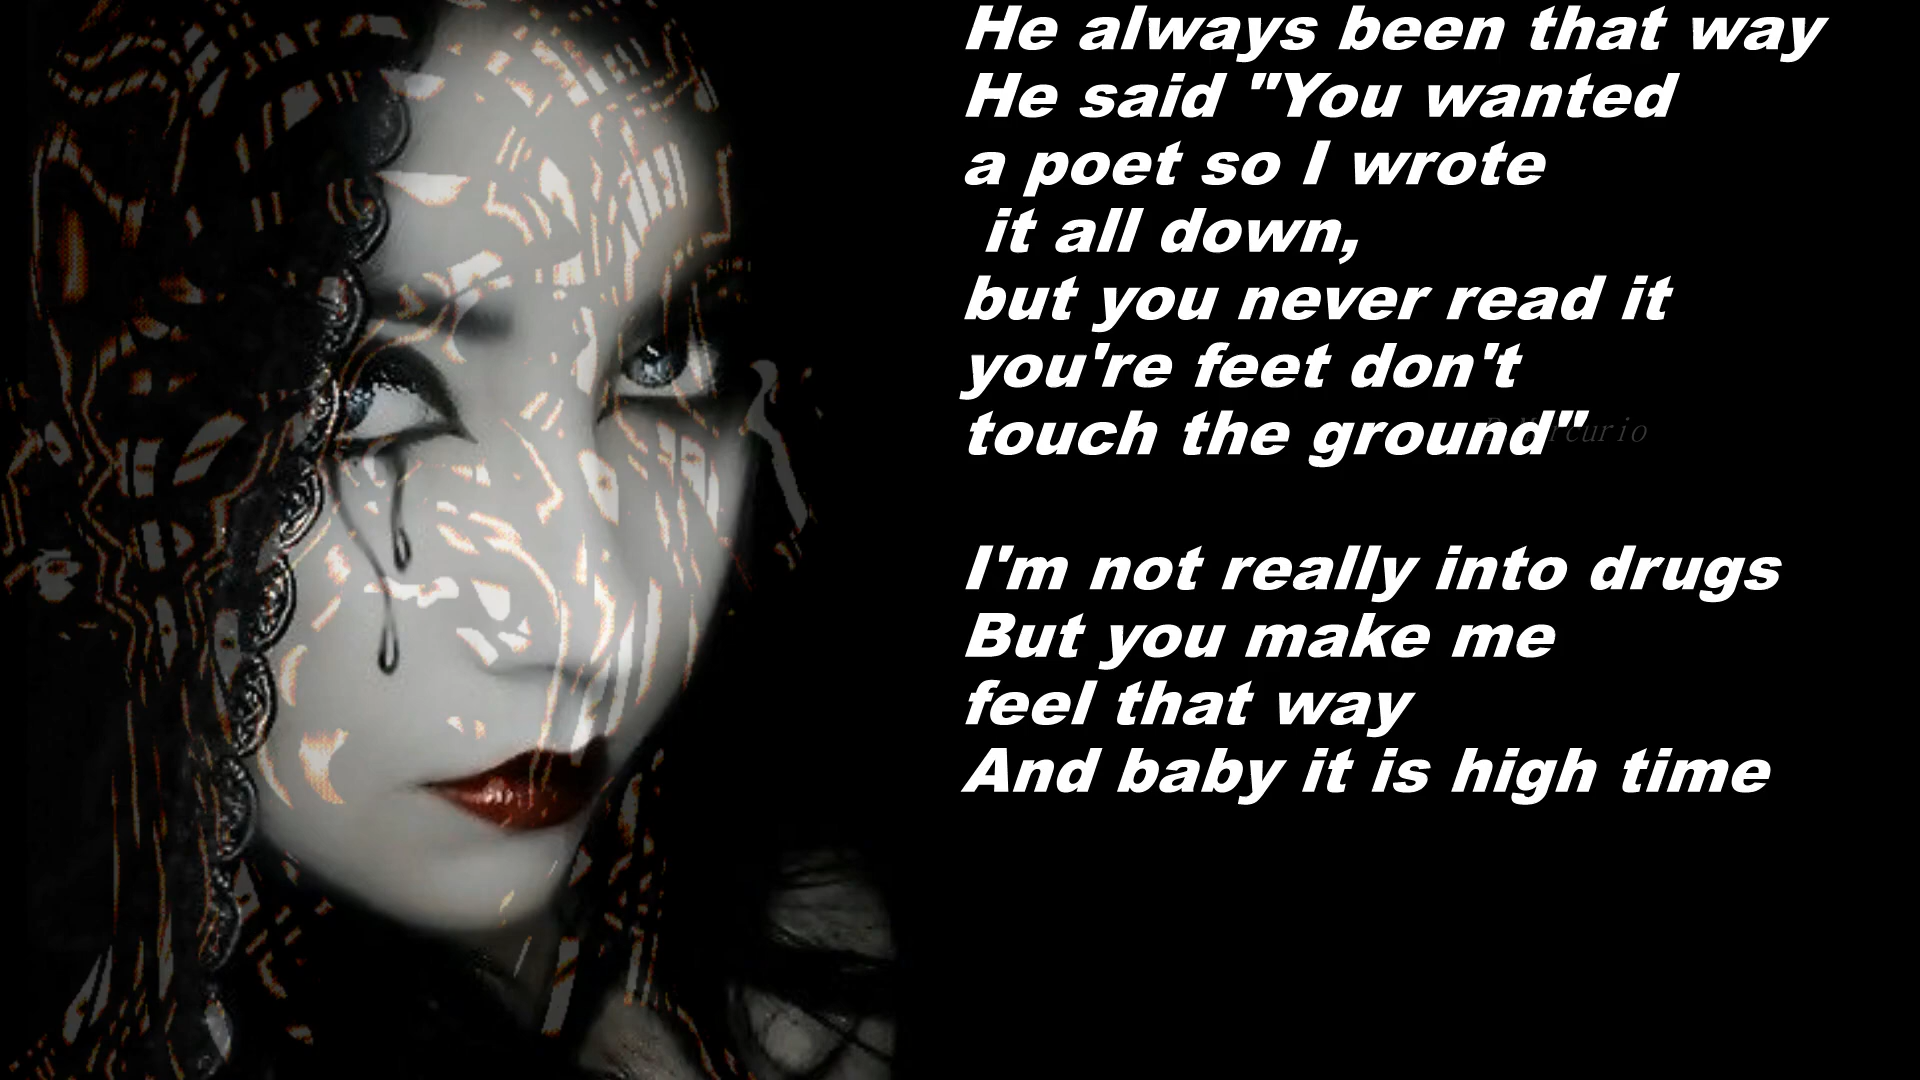 He always been that way
He said "You wanted
a poet so I wrote
it all down,
but you never read it
you're feet don't
touch the ground"
I'm not really into drugs
But you make me
feel that way
And baby it is high time